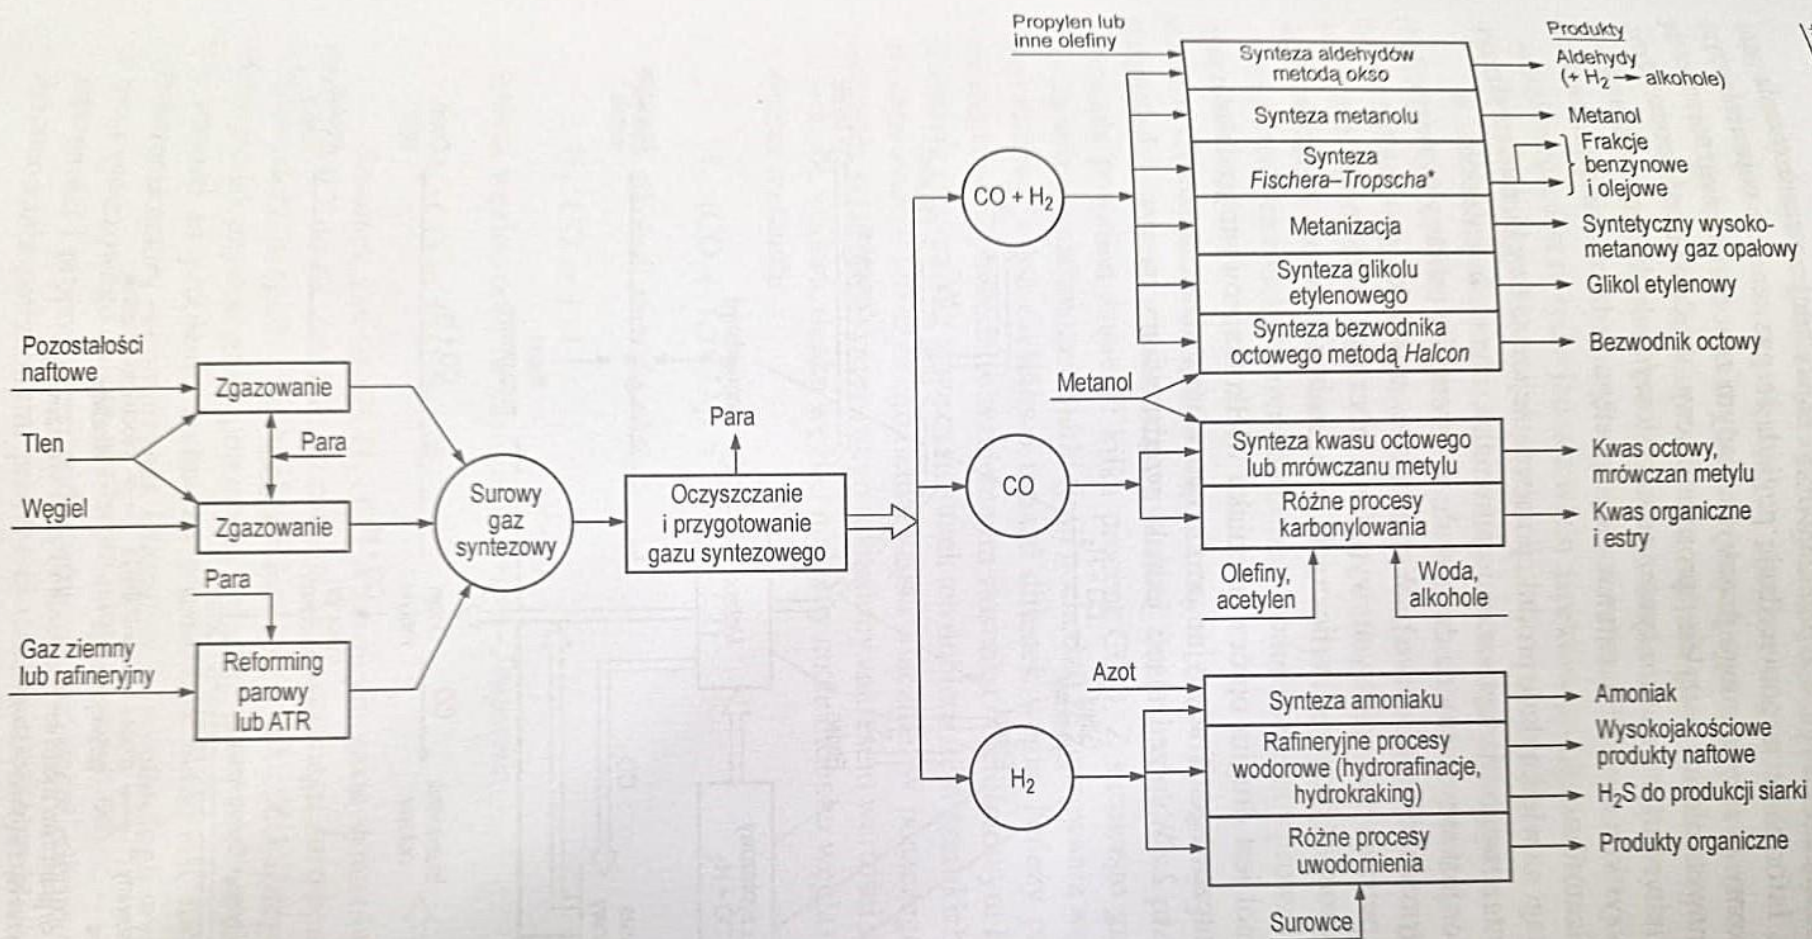 Pozostałości
naftowe
Tlen
Węgiel
Para
Gaz ziemny
lub rafineryjny
Zgazowanie
Para
Zgazowanie
Reforming
parowy
lub ATR
Surowy
gaz
syntezowy
Para
Oczyszczanie
i przygotowanie
gazu syntezowego
CO + H₂
CO
H₂
Propylen lub
inne olefiny
Synteza aldehydów
metodą okso
Synteza metanolu
Synteza
Fischera–Tropscha*
Metanizacja
Synteza glikolu
etylenowego
Synteza bezwodnika
octowego metodą Halcon
Metanol
Synteza kwasu octowego
lub mrówczanu metylu
Różne procesy
karbonylowania
Olefiny,
acetylen
Woda,
alkohole
Azot
Synteza amoniaku
Rafineryjne procesy
wodorowe (hydrorafinacje,
hydrokraking)
Różne procesy
uwodornienia
Surowce
Produkty
Aldehydy
(+ H₂ → alkohole)
Metanol
Frakcje
benzynowe
i olejowe
Syntetyczny wysoko-
metanowy gaz opałowy
Glikol etylenowy
Bezwodnik octowy
Kwas octowy,
mrówczan metylu
Kwas organiczne
i estry
Amoniak
Wysokojakościowe
produkty naftowe
H₂S do produkcji siarki
Produkty organiczne